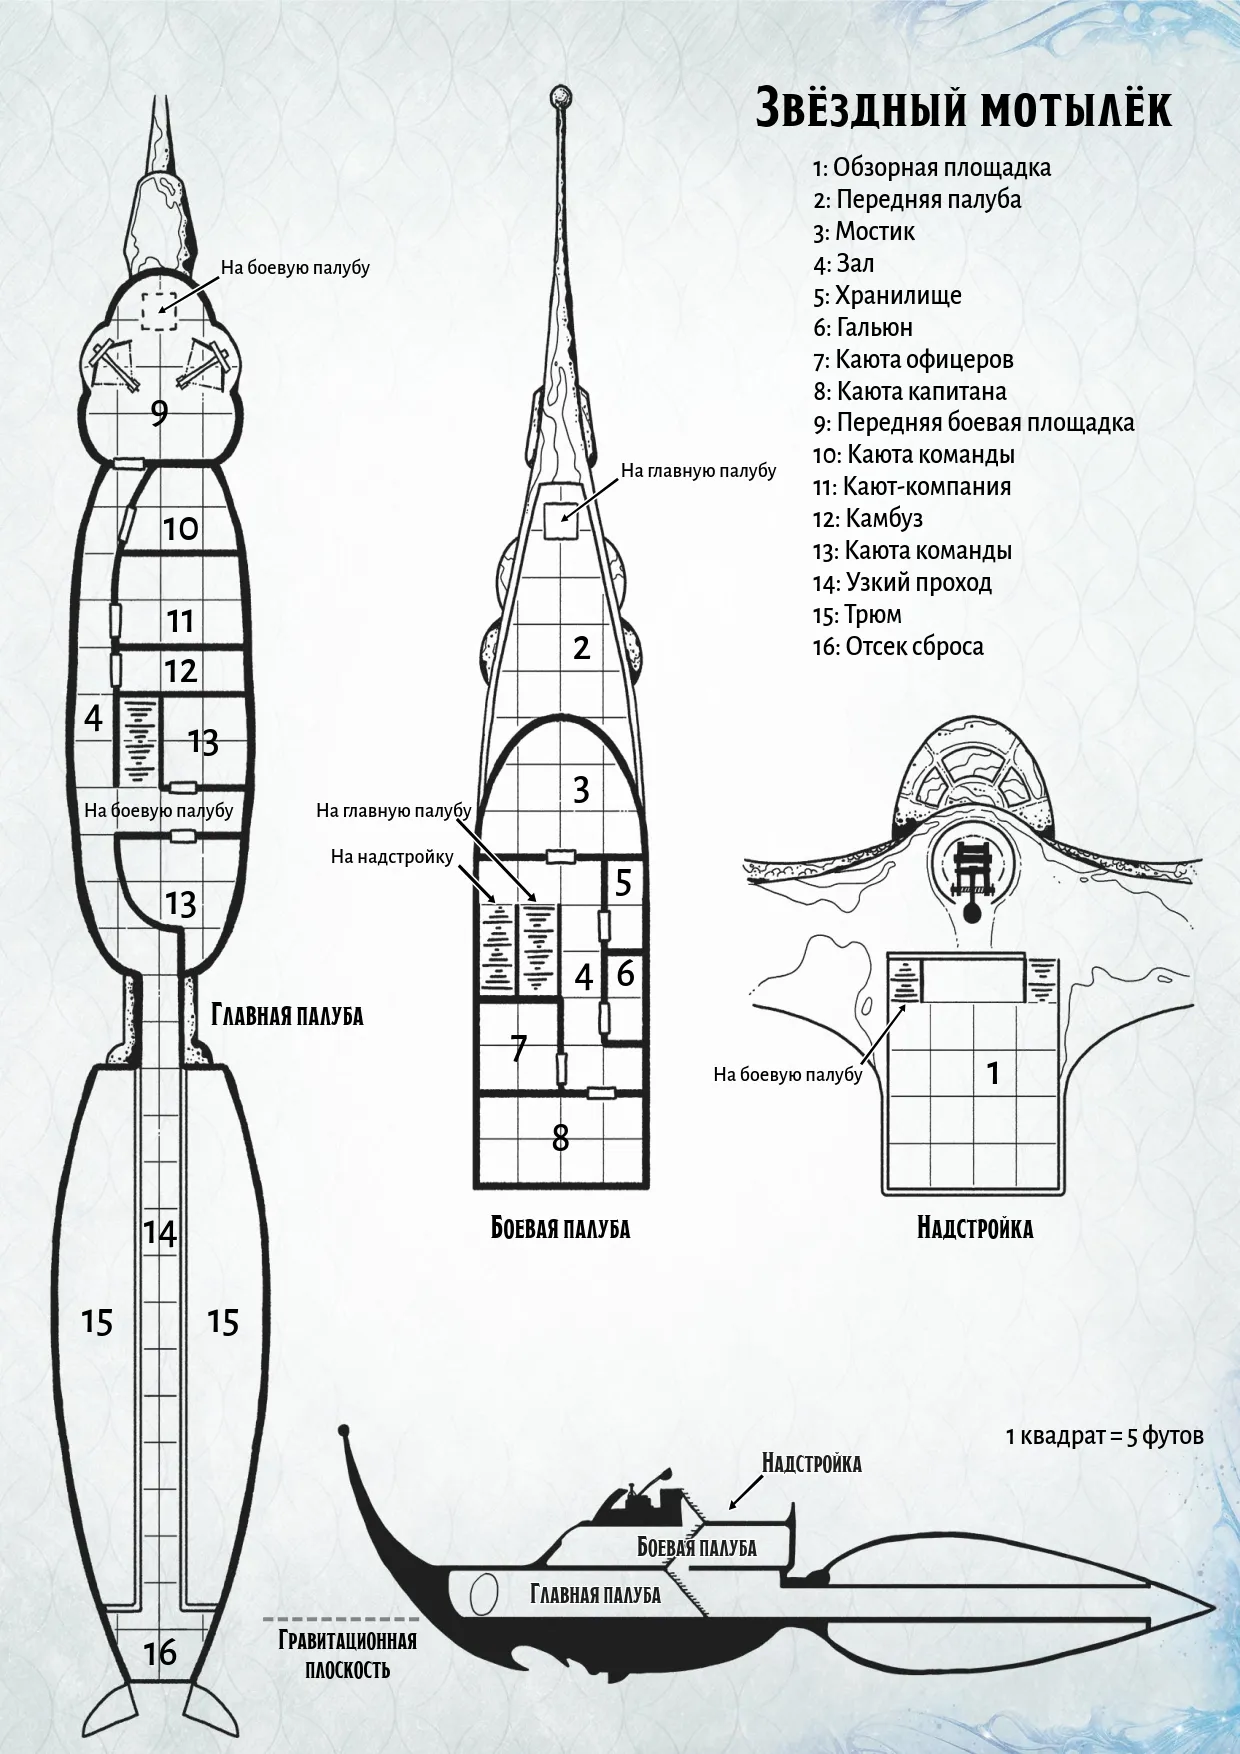 Звёздный мотылёк
1: Обзорная площадка
2: Передняя палуба
3: Мостик
4: Зал
5: Хранилище
6: Гальюн
7: Каюта офицеров
8: Каюта капитана
9: Передняя боевая площадка
10: Каюта команды
11: Кают-компания
12: Камбуз
13: Каюта команды
14: Узкий проход
15: Трюм
16: Отсек сброса
На боевую палубу
9
10
11
12
4
13
На боевую палубу
13
Главная палуба
14
15
15
16
На главную палубу
2
3
На главную палубу
На надстройку
5
4
6
7
8
Боевая палуба
На боевую палубу
1
Надстройка
1 квадрат = 5 футов
Надстройка
Боевая палуба
Главная палуба
Гравитационная
плоскость